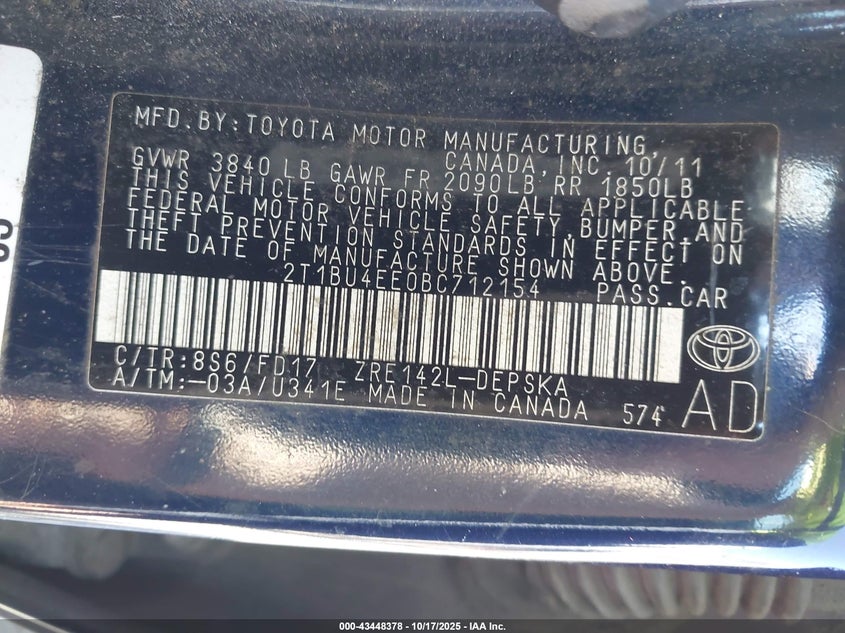 MFD.BY:TOYOTA MOTOR MANUFACTURING,
CANADA,INC. 10/11
GVWR 3840 LB GAWR FR 2090LB RR 1850LB
THIS VEHICLE CONFORMS TO ALL APPLICABLE
FEDERAL MOTOR VEHICLE SAFETY,BUMPER,AND
THEFT PREVENTION STANDARDS IN EFFECT ON
THE DATE OF MANUFACTURE SHOWN ABOVE.
2T1BU4EE0BC712154 PASS.CAR
C/TR:8S6/FD17 ZRE142L-DEPSKA
A/TM:-03A/U341E MADE IN CANADA 574
AD
000-43448378 - 10/17/2025 - IAA Inc.